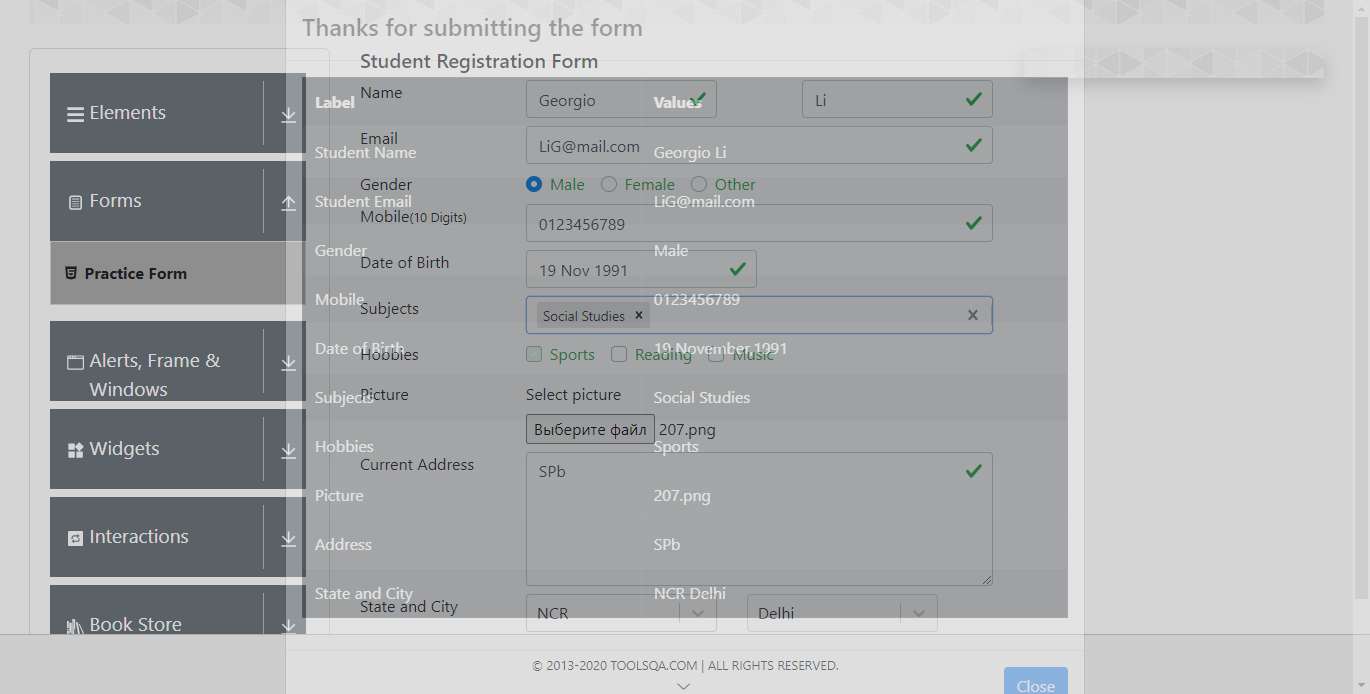 Thanks for submitting the form
Student Registration Form
Elements
Forms
Practice Form
Alerts, Frame &
Windows
Widgets
Interactions
Book Store
Name
Georgio
Li
Email
LiG@mail.com
Gender
Male
Female
Other
Mobile(10 Digits)
0123456789
Date of Birth
19 Nov 1991
Subjects
Social Studies
Hobbies
Sports
Reading
Music
Picture
Select picture
Выберите файл 207.png
Current Address
SPb
State and City
NCR
Delhi
Label Values
Student Name Georgio Li
Student Email LiG@mail.com
Gender Male
Mobile 0123456789
Date of Birth 19 November,1991
Subjects Social Studies
Hobbies Sports
Picture 207.png
Address SPb
State and City NCR Delhi
© 2013-2020 TOOLSQA.COM | ALL RIGHTS RESERVED.
Close